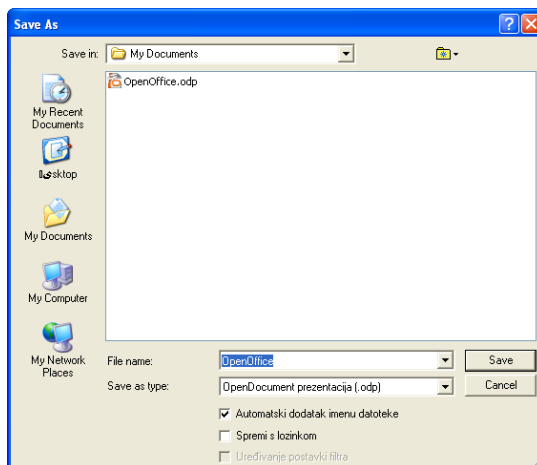 Save As
Save in:
My Documents
OpenOffice.odp
My Recent
Documents
My Documents
My Computer
My Network
Places
File name:
OpenOffice
Save
Save as type:
OpenDocument prezentacija (.odp)
Cancel
Automatski dodatak imenu datoteke
Spremi s lozinkom
Uređivanje postavki filtra